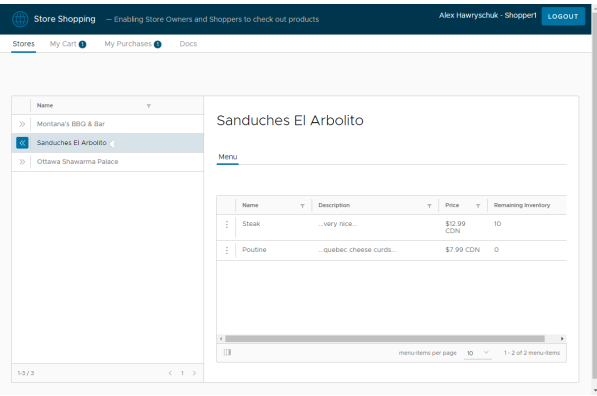 Store Shopping — Enabling Store Owners and Shoppers to check out products
Alex Hawryschuk - Shopper1 LOGOUT
Stores My Cart 1 My Purchases 1 Docs
Name
Montana's BBQ & Bar
Sanduches El Arbolito
Ottawa Shawarma Palace
1-3 / 3
< 1 >
Sanduches El Arbolito
Menu
Name Description Price Remaining Inventory
Steak ...very nice... $12.99 10
CDN
Poutine ...quebec cheese curds... $7.99 CDN 0
menu-items per page 10 1 - 2 of 2 menu-items